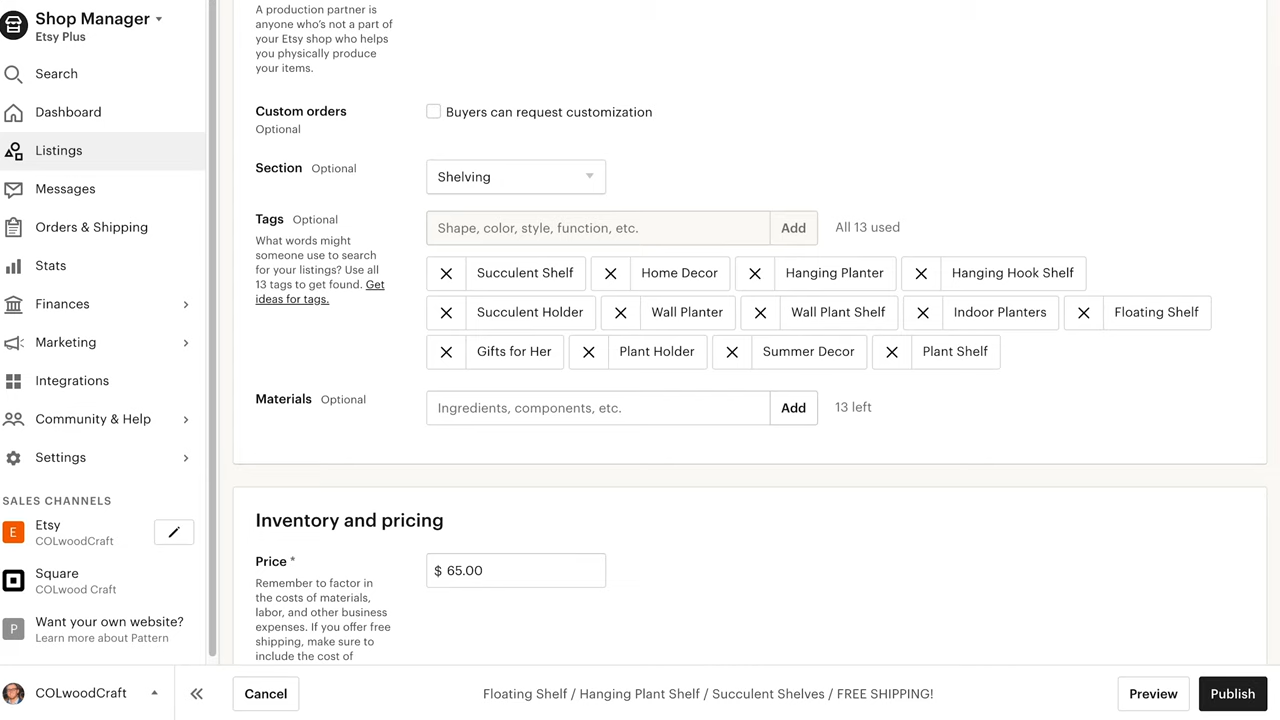 Shop Manager
Etsy Plus
Search
Dashboard
Listings
Messages
Orders & Shipping
Stats
Finances
Marketing
Integrations
Community & Help
Settings
SALES CHANNELS
E
Etsy
COLwoodCraft
Square
COLwood Craft
P
Want your own website?
Learn more about Pattern
COLwoodCraft
A production partner is
anyone who's not a part of
your Etsy shop who helps
you physically produce
your items.
Custom orders
Optional
Buyers can request customization
Section Optional
Shelving
Tags Optional
What words might
someone use to search
for your listings? Use all
13 tags to get found. Get
ideas for tags.
Shape, color, style, function, etc. Add All 13 used
Succulent Shelf Home Decor Hanging Planter Hanging Hook Shelf
Succulent Holder Wall Planter Wall Plant Shelf Indoor Planters Floating Shelf
Gifts for Her Plant Holder Summer Decor Plant Shelf
Materials Optional
Ingredients, components, etc. Add 13 left
Inventory and pricing
Price *
$ 65.00
Remember to factor in
the costs of materials,
labor, and other business
expenses. If you offer free
shipping, make sure to
include the cost of
Cancel Floating Shelf / Hanging Plant Shelf / Succulent Shelves / FREE SHIPPING! Preview Publish